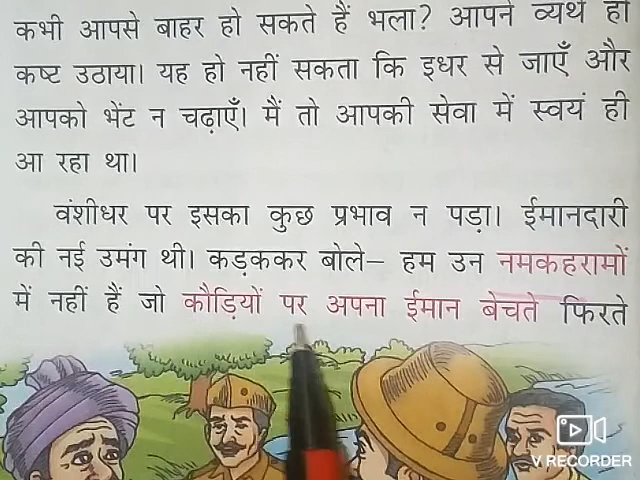 कभी आपसे बाहर हो सकते हैं भला? आपने व्यर्थ ही
कष्ट उठाया। यह हो नहीं सकता कि इधर से जाएँ और
आपको भेंट न चढ़ाएँ। मैं तो आपकी सेवा में स्वयं ही
आ रहा था।
वंशीधर पर इसका कुछ प्रभाव न पड़ा। ईमानदारी
की नई उमंग थी। कड़ककर बोले– हम उन नमकहरामों
में नहीं हैं जो कौड़ियों पर अपना ईमान बेचते फिरते
V RECORDER